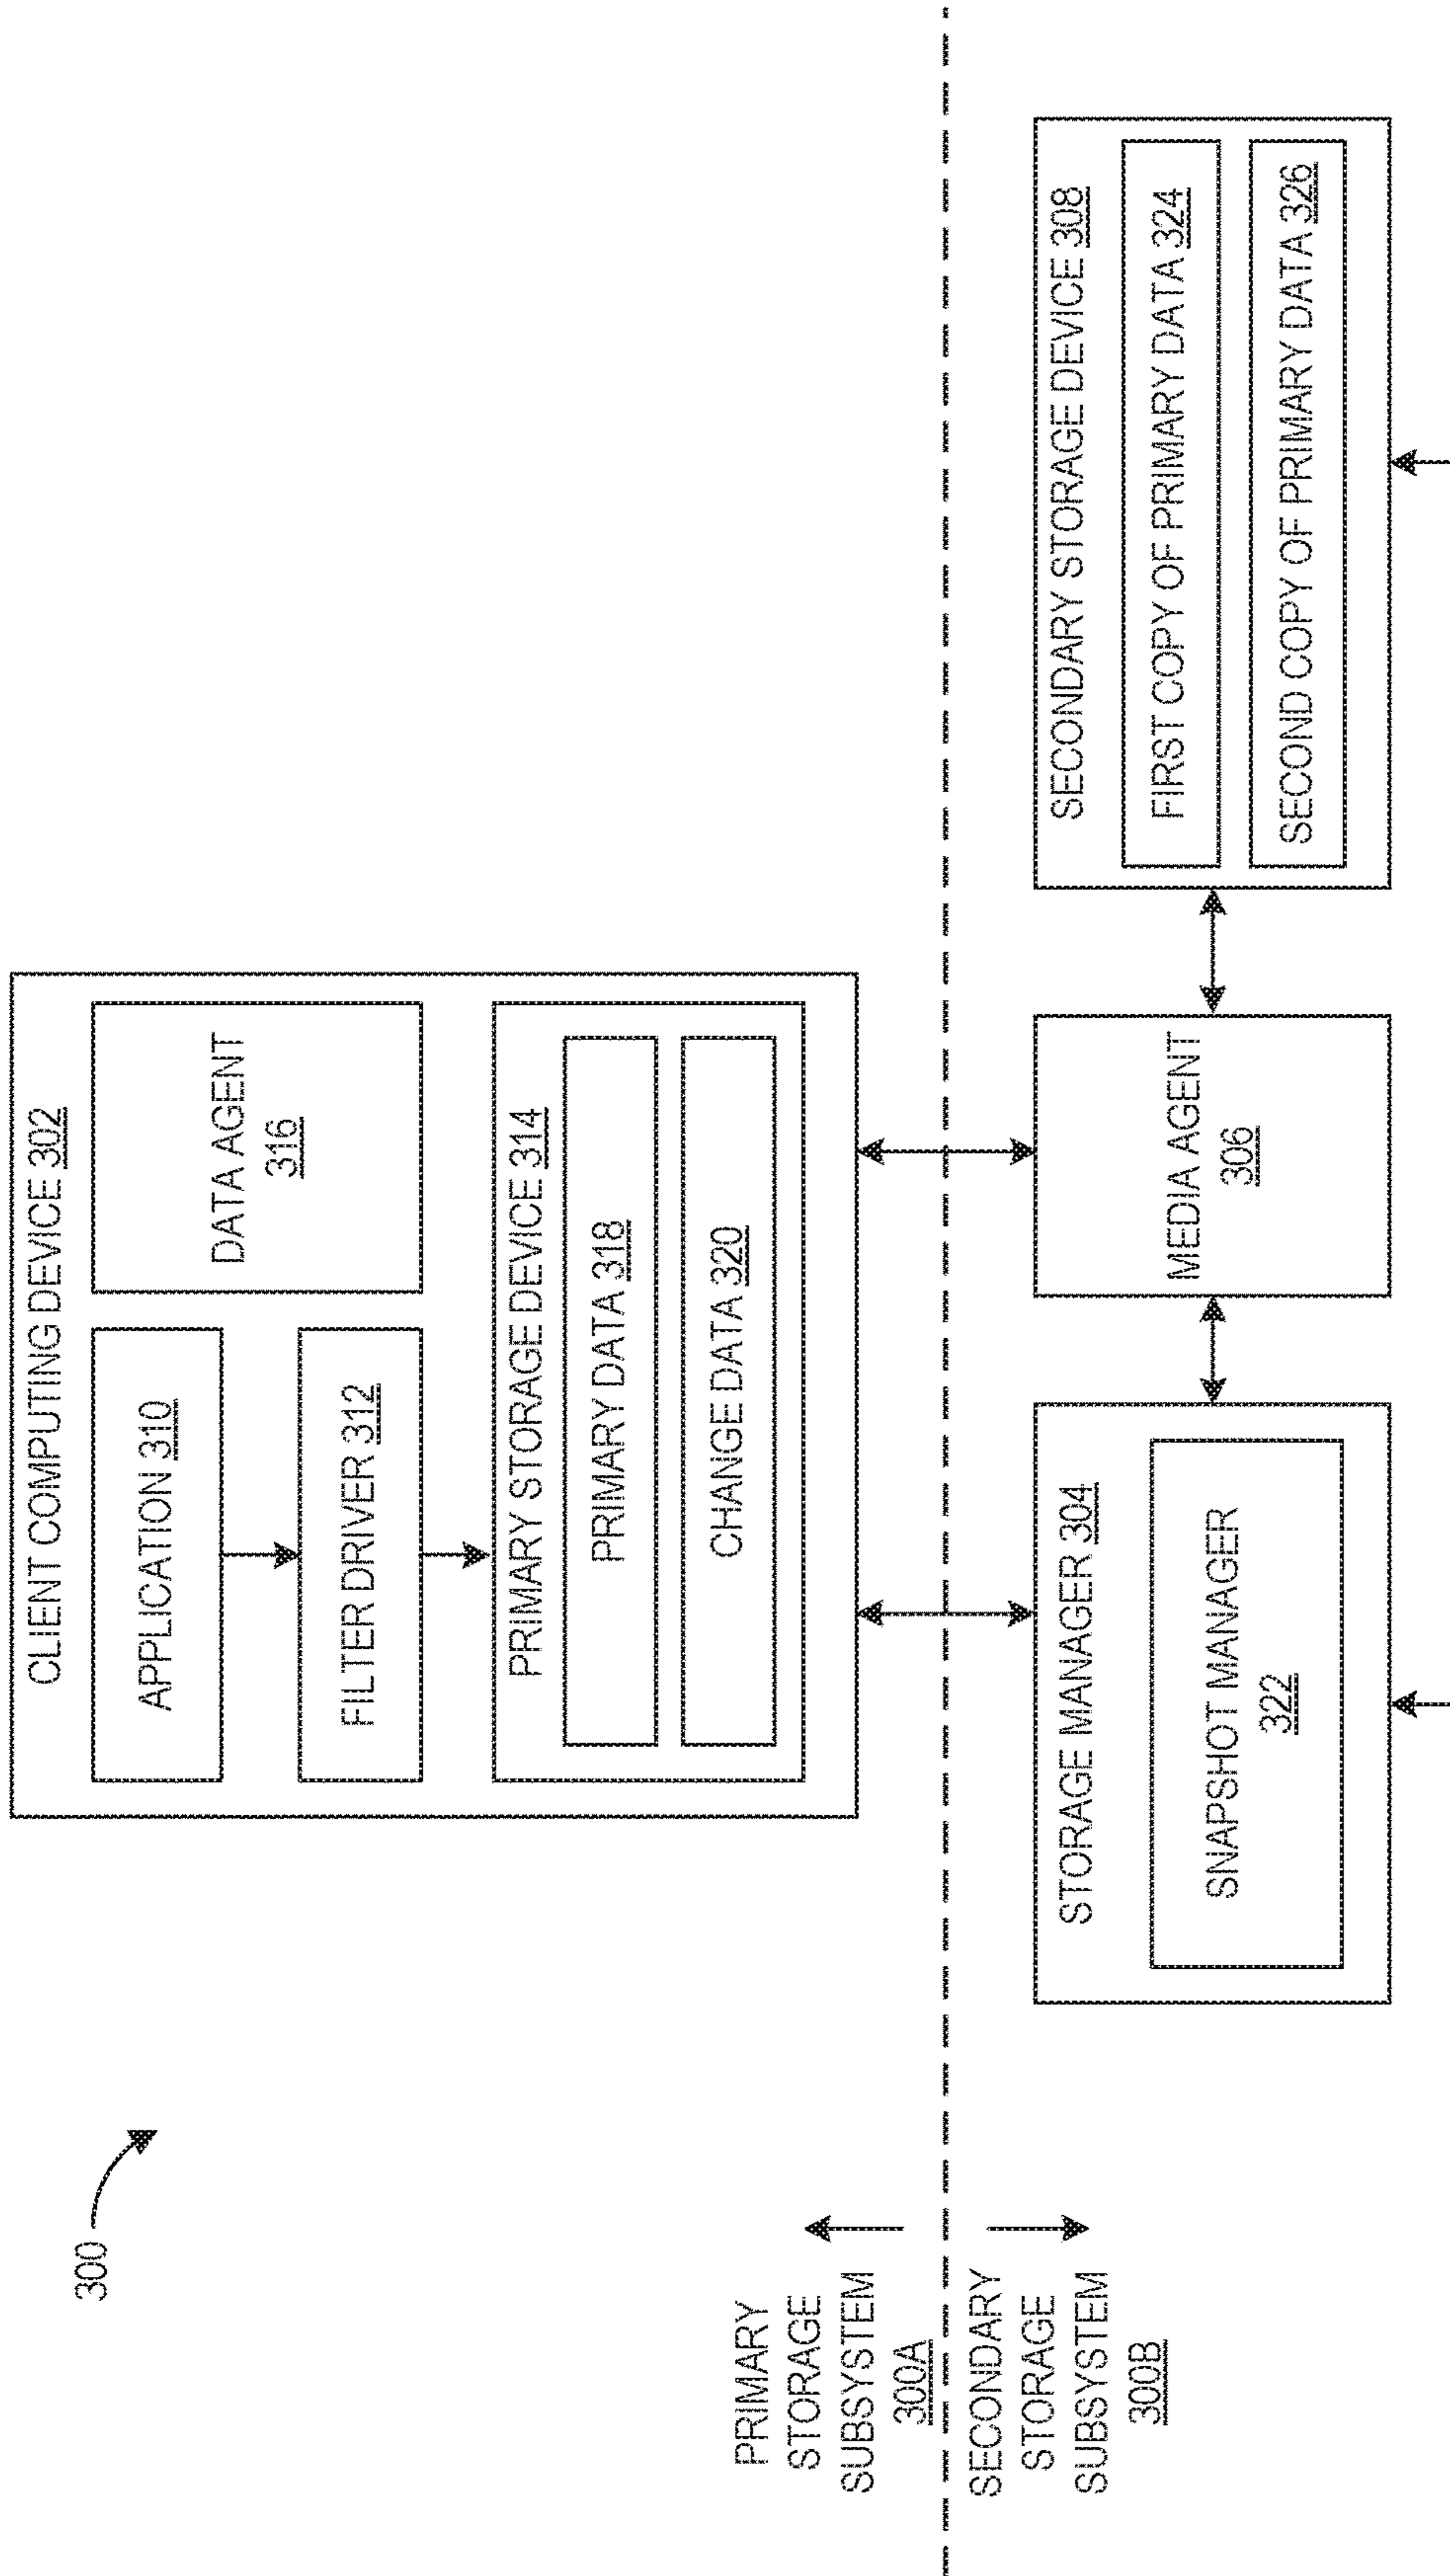 300
CLIENT COMPUTING DEVICE 302
APPLICATION 310
DATA AGENT
316
FILTER DRIVER 312
PRIMARY STORAGE DEVICE 314
PRIMARY DATA 318
CHANGE DATA 320
PRIMARY
STORAGE
SUBSYSTEM
300A
SECONDARY
STORAGE
SUBSYSTEM
300B
STORAGE MANAGER 304
SNAPSHOT MANAGER
322
MEDIA AGENT
306
SECONDARY STORAGE DEVICE 308
FIRST COPY OF PRIMARY DATA 324
SECOND COPY OF PRIMARY DATA 326